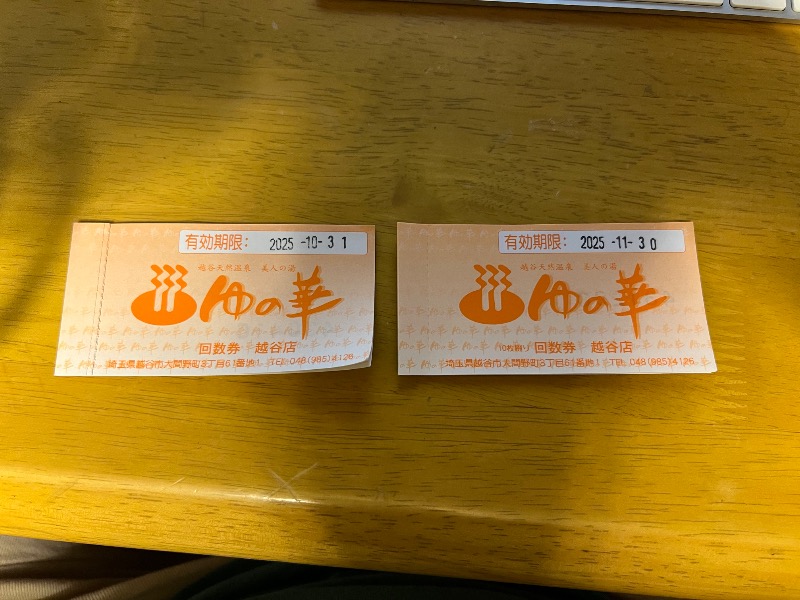 有効期限: 2025-10-31
越谷天然温泉 美人の湯
ゆの華
回数券 越谷店
埼玉県越谷市大間野町3丁目61番地1 TEL 048(985)4126
有効期限: 2025-11-30
越谷天然温泉 美人の湯
ゆの華
(10枚綴り) 回数券 越谷店
埼玉県越谷市大間野町3丁目61番地1 TEL 048(985)4126